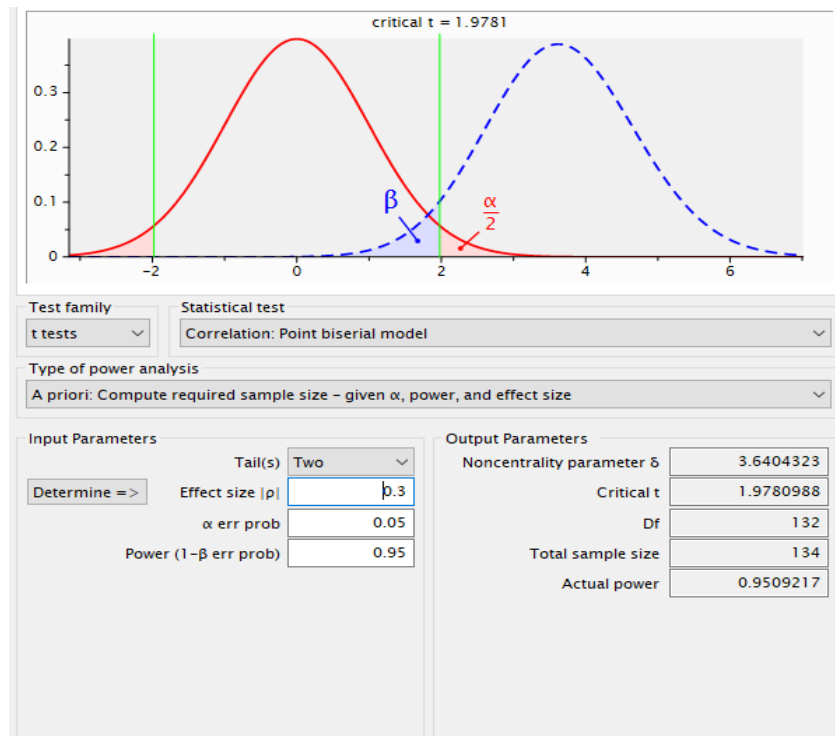 critical t = 1.9781
0.3
0.2
0.1
0
β
α
2
-2 0 2 4 6
Test family Statistical test
t tests Correlation: Point biserial model
Type of power analysis
A priori: Compute required sample size - given α, power, and effect size
Input Parameters
Tail(s) Two
Determine => Effect size |ρ| 0.3
α err prob 0.05
Power (1-β err prob) 0.95
Output Parameters
Noncentrality parameter δ 3.6404323
Critical t 1.9780988
Df 132
Total sample size 134
Actual power 0.9509217